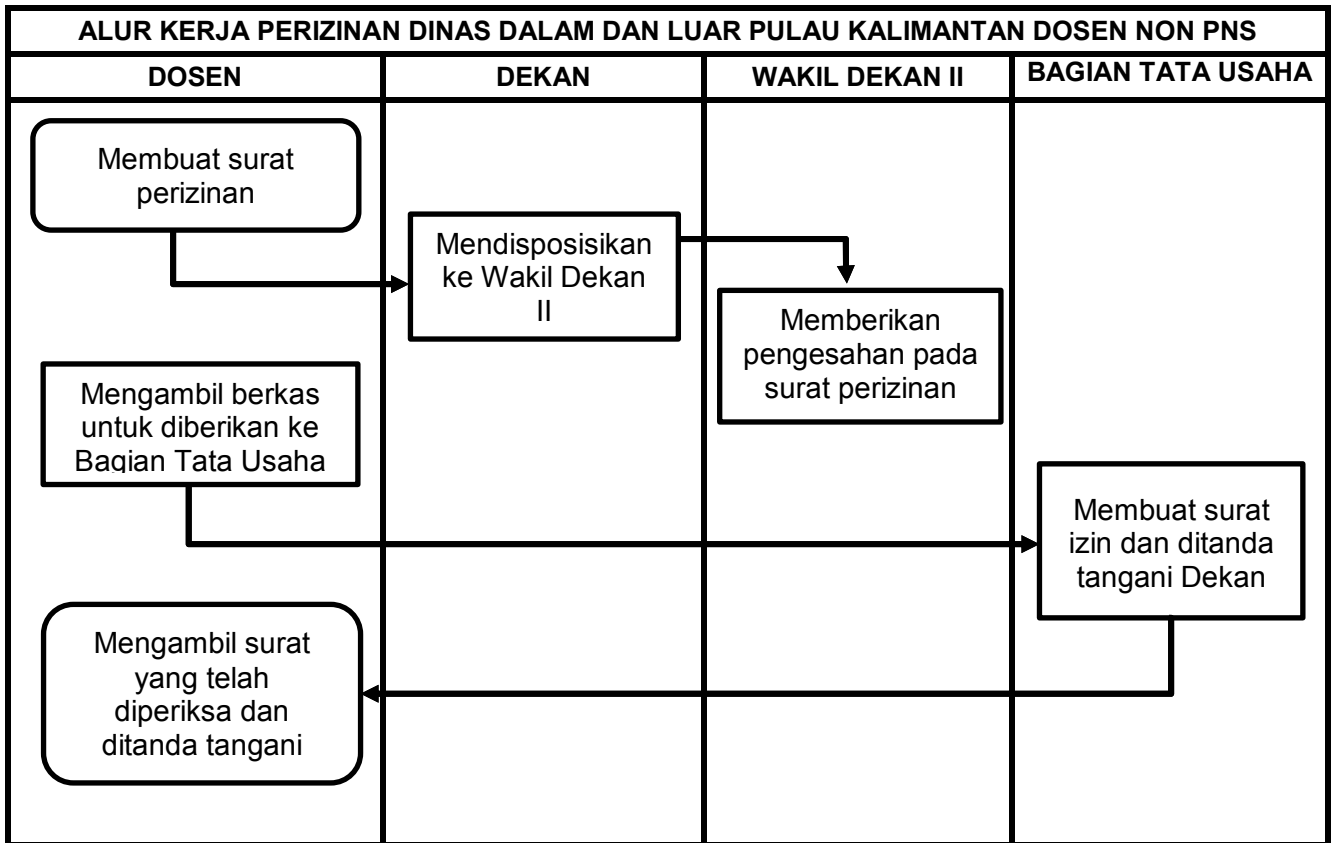 ALUR KERJA PERIZINAN DINAS DALAM DAN LUAR PULAU KALIMANTAN DOSEN NON PNS
DOSEN
DEKAN
WAKIL DEKAN II
BAGIAN TATA USAHA
Membuat surat
perizinan
Mendisposisikan
ke Wakil Dekan
II
Memberikan
pengesahan pada
surat perizinan
Mengambil berkas
untuk diberikan ke
Bagian Tata Usaha
Membuat surat
izin dan ditanda
tangani Dekan
Mengambil surat
yang telah
diperiksa dan
ditanda tangani